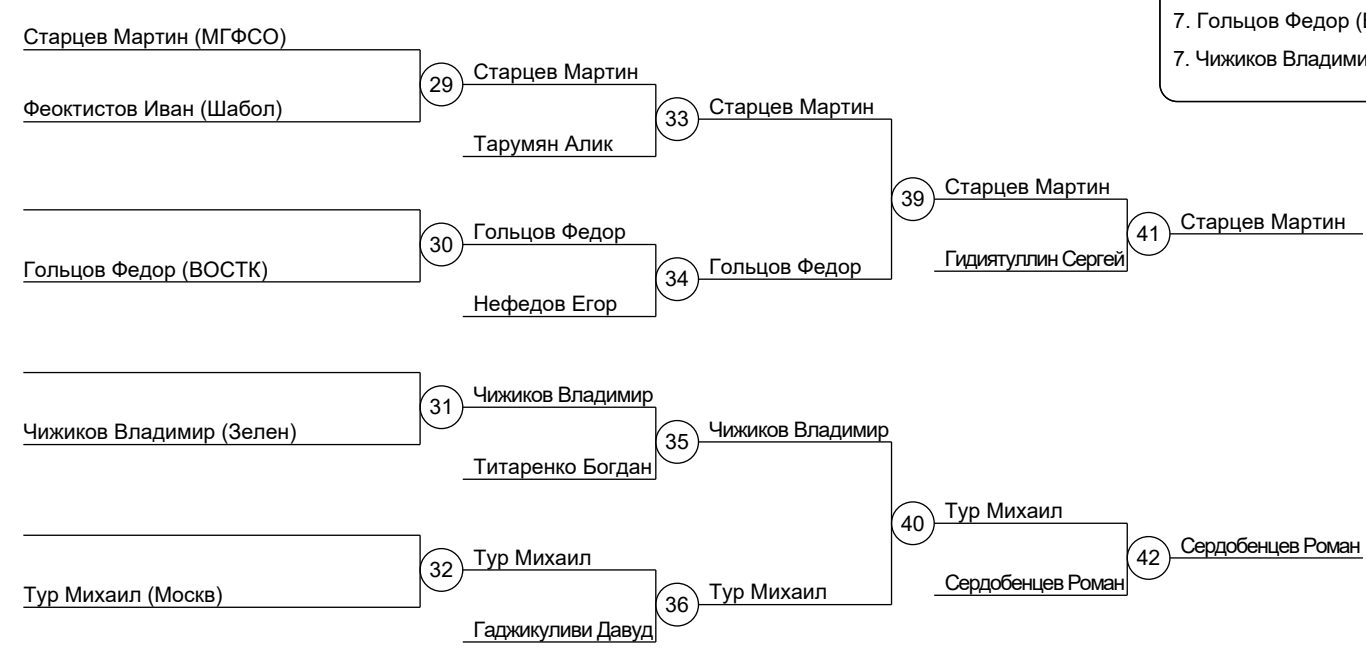 7. Гольцов Федор
7. Чижиков
Старцев Мартин (МГФСО)
29
Старцев Мартин
Феоктистов Иван (Шабол)
33
Старцев Мартин
Тарумян Алик
39
Старцев Мартин
30
Гольцов Федор
41
Старцев Мартин
Гидиятуллин Сергей
Гольцов Федор (ВОСТК)
34
Гольцов Федор
Нефедов Егор
31
Чижиков Владимир
Чижиков Владимир (Зелен)
35
Чижиков Владимир
Титаренко Богдан
40
Тур Михаил
32
Тур Михаил
42
Сердобенцев Роман
Сердобенцев Роман
Тур Михаил (Москв)
36
Тур Михаил
Гаджикуливи Давуд